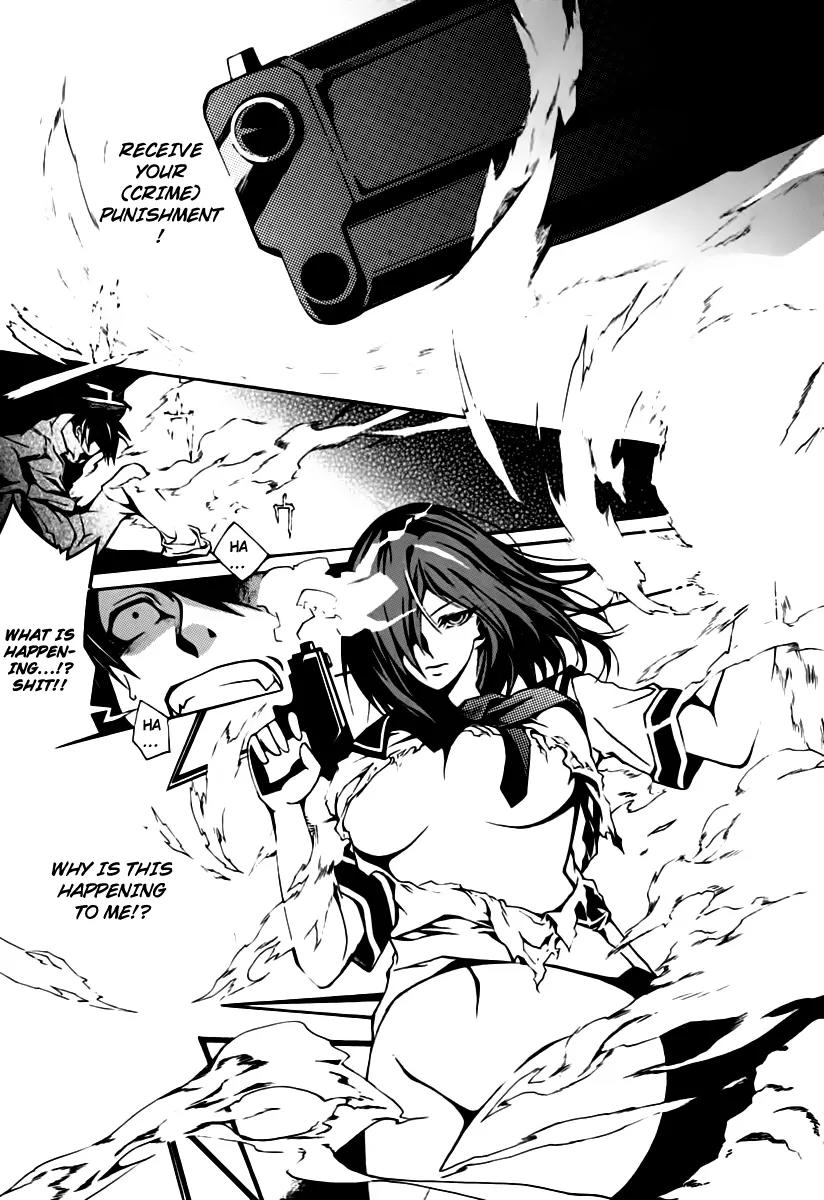 RECEIVE
YOUR
(CRIME)
PUNISHMENT
!
HA
...
WHAT IS
HAPPEN-
ING...!?
SHIT!!
HA
...
WHY IS THIS
HAPPENING
TO ME!?